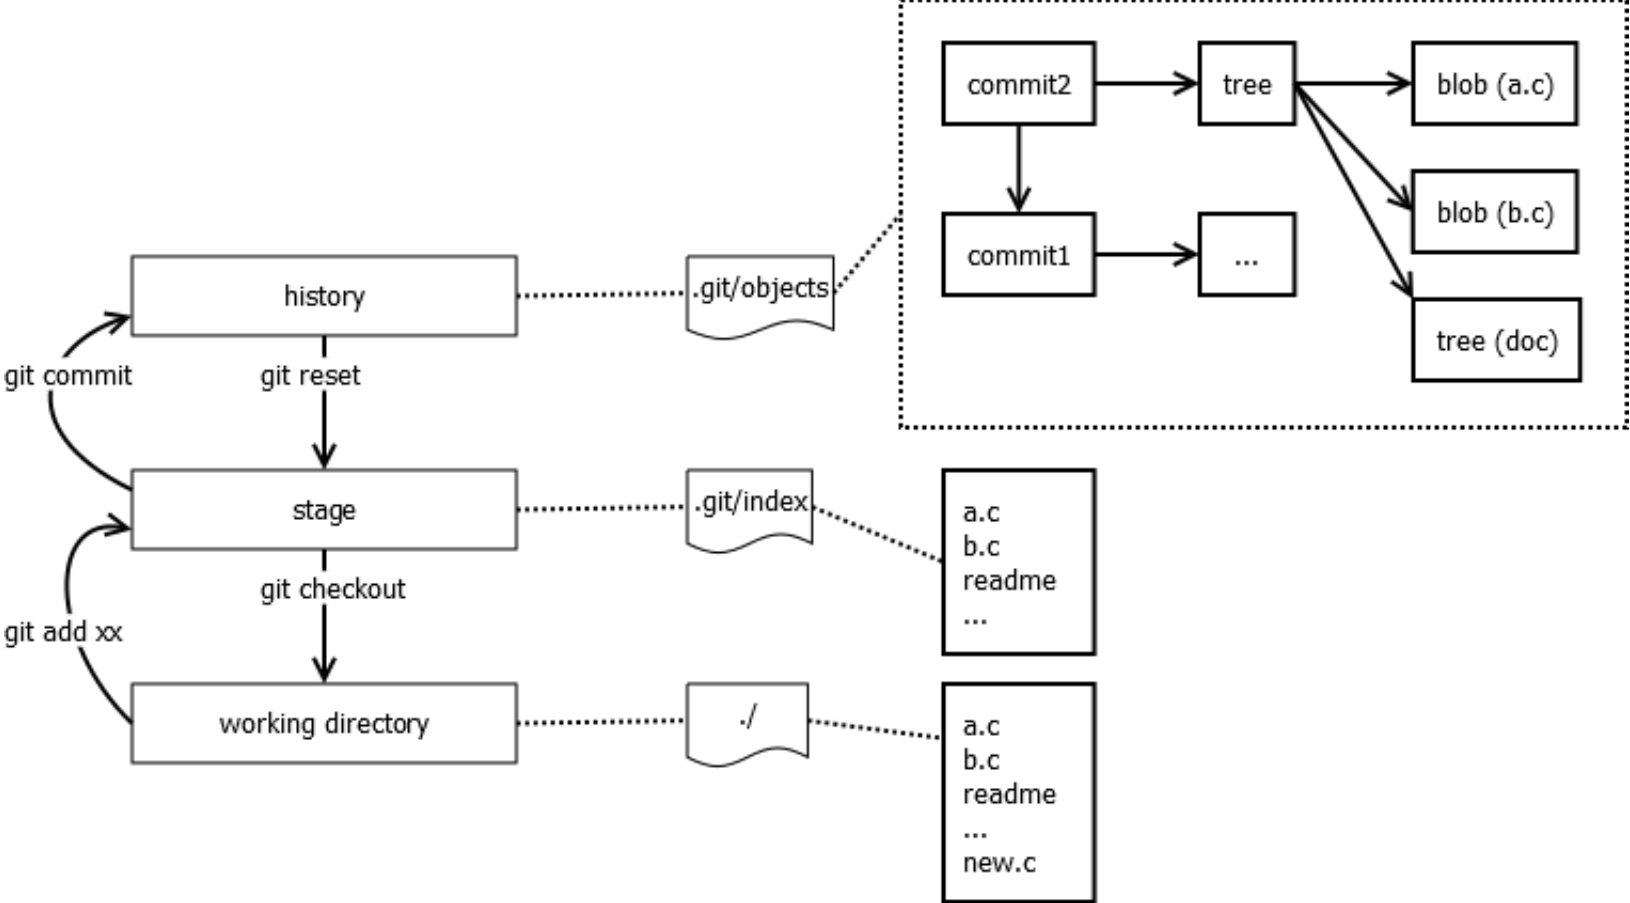 commit2
tree
blob (a.c)
blob (b.c)
commit1
...
tree (doc)
history
.git/objects
git commit
git reset
stage
.git/index
a.c
b.c
readme
...
git checkout
git add xx
working directory
./
a.c
b.c
readme
...
new.c